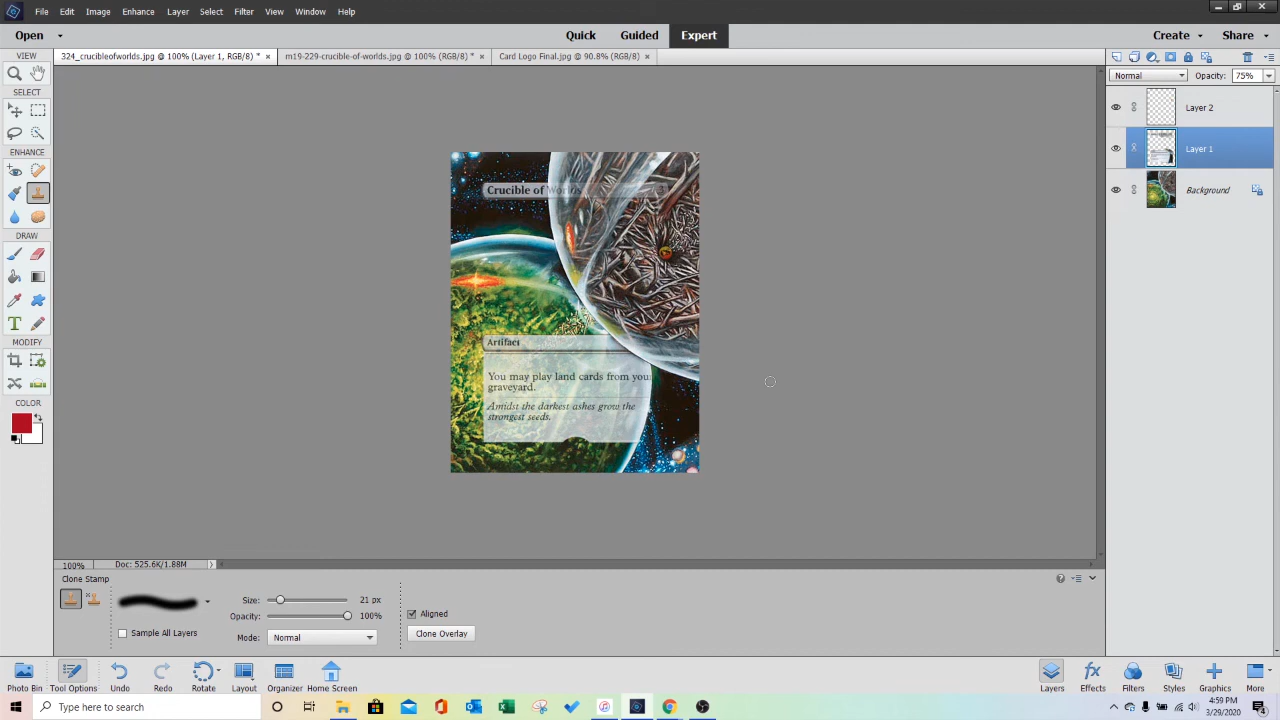 File Edit Image Enhance Layer Select Filter View Window Help
Open Quick Guided Expert Create Share
324_crucibleofworlds.jpg @ 100% (Layer 1, RGB/8) * × m19-229-crucible-of-worlds.jpg @ 100% (RGB/8) * × Card Logo Final.jpg @ 90.8% (RGB/8) ×
VIEW
SELECT
ENHANCE
DRAW
MODIFY
COLOR
Normal Opacity: 75%
Layer 2
Layer 1
Background
Crucible of Worlds 3
Artifact
You may play land cards from your
graveyard.
Amidst the darkest ashes grow the
strongest seeds.
100% Doc: 525.6K/1.88M
Clone Stamp
Size: 21 px
Opacity: 100%
Sample All Layers
Mode: Normal
Aligned
Clone Overlay
Photo Bin Tool Options Undo Redo Rotate Layout Organizer Home Screen Layers Effects Filters Styles Graphics More
Type here to search
4:59 PM
3/29/2020
4